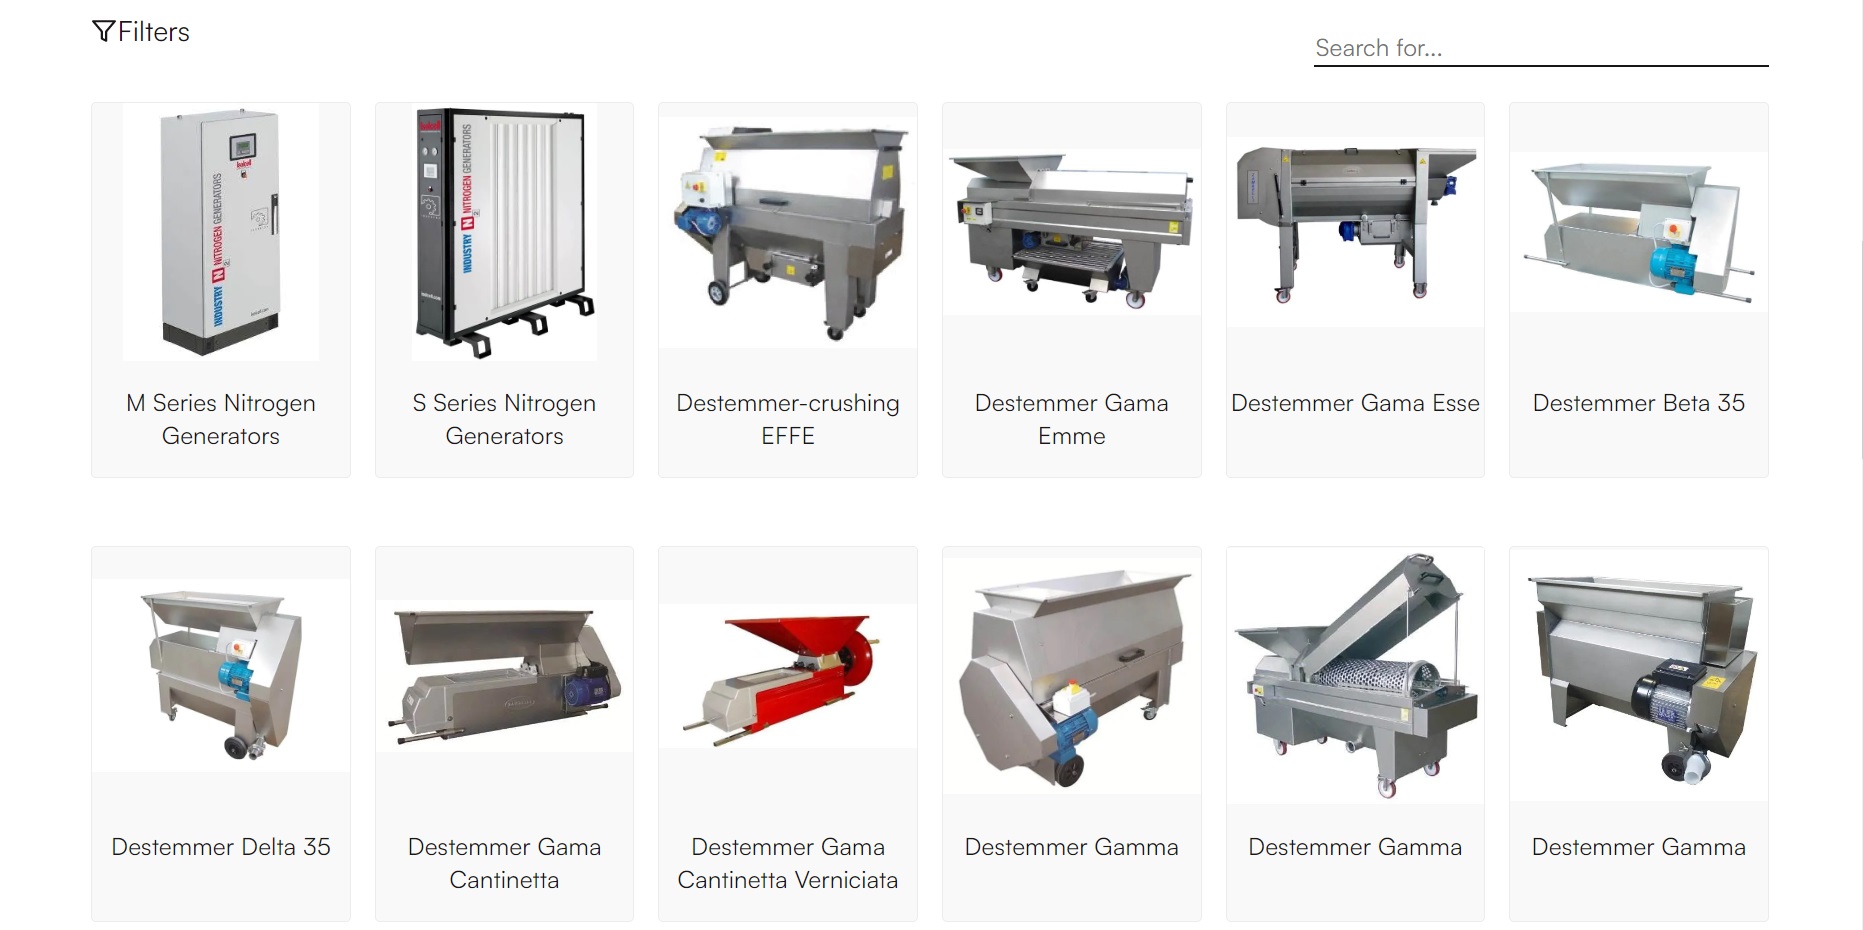 Filters
Search for...
INDUSTRY N2 NITROGEN GENERATORS
INDUSTRY N2 NITROGEN GENERATORS
M Series Nitrogen
Generators
S Series Nitrogen
Generators
Destemmer-crushing
EFFE
Destemmer Gama
Emme
Destemmer Gama Esse
Destemmer Beta 35
Destemmer Delta 35
Destemmer Gama
Cantinetta
Destemmer Gama
Cantinetta Verniciata
Destemmer Gamma
Destemmer Gamma
Destemmer Gamma